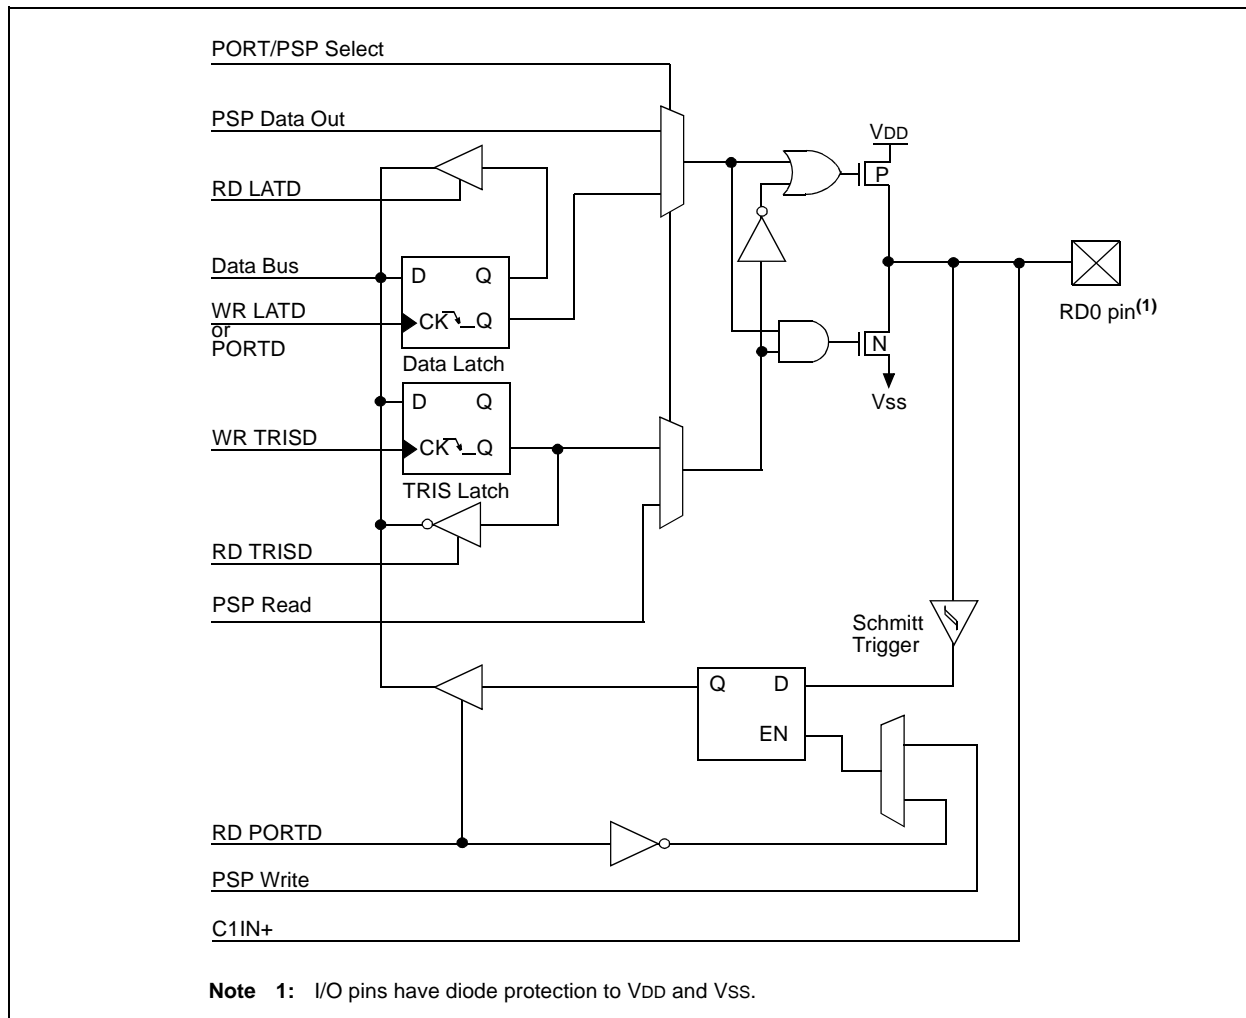 PORT/PSP Select
PSP Data Out
VDD
P
RD LATD
Data Bus
D Q
WR LATD
or
PORTD
CK Q
Data Latch
RD0 pin(1)
N
Vss
D Q
WR TRISD
CK Q
TRIS Latch
RD TRISD
PSP Read
Schmitt
Trigger
Q D
EN
RD PORTD
PSP Write
C1IN+
Note 1: I/O pins have diode protection to VDD and VSS.